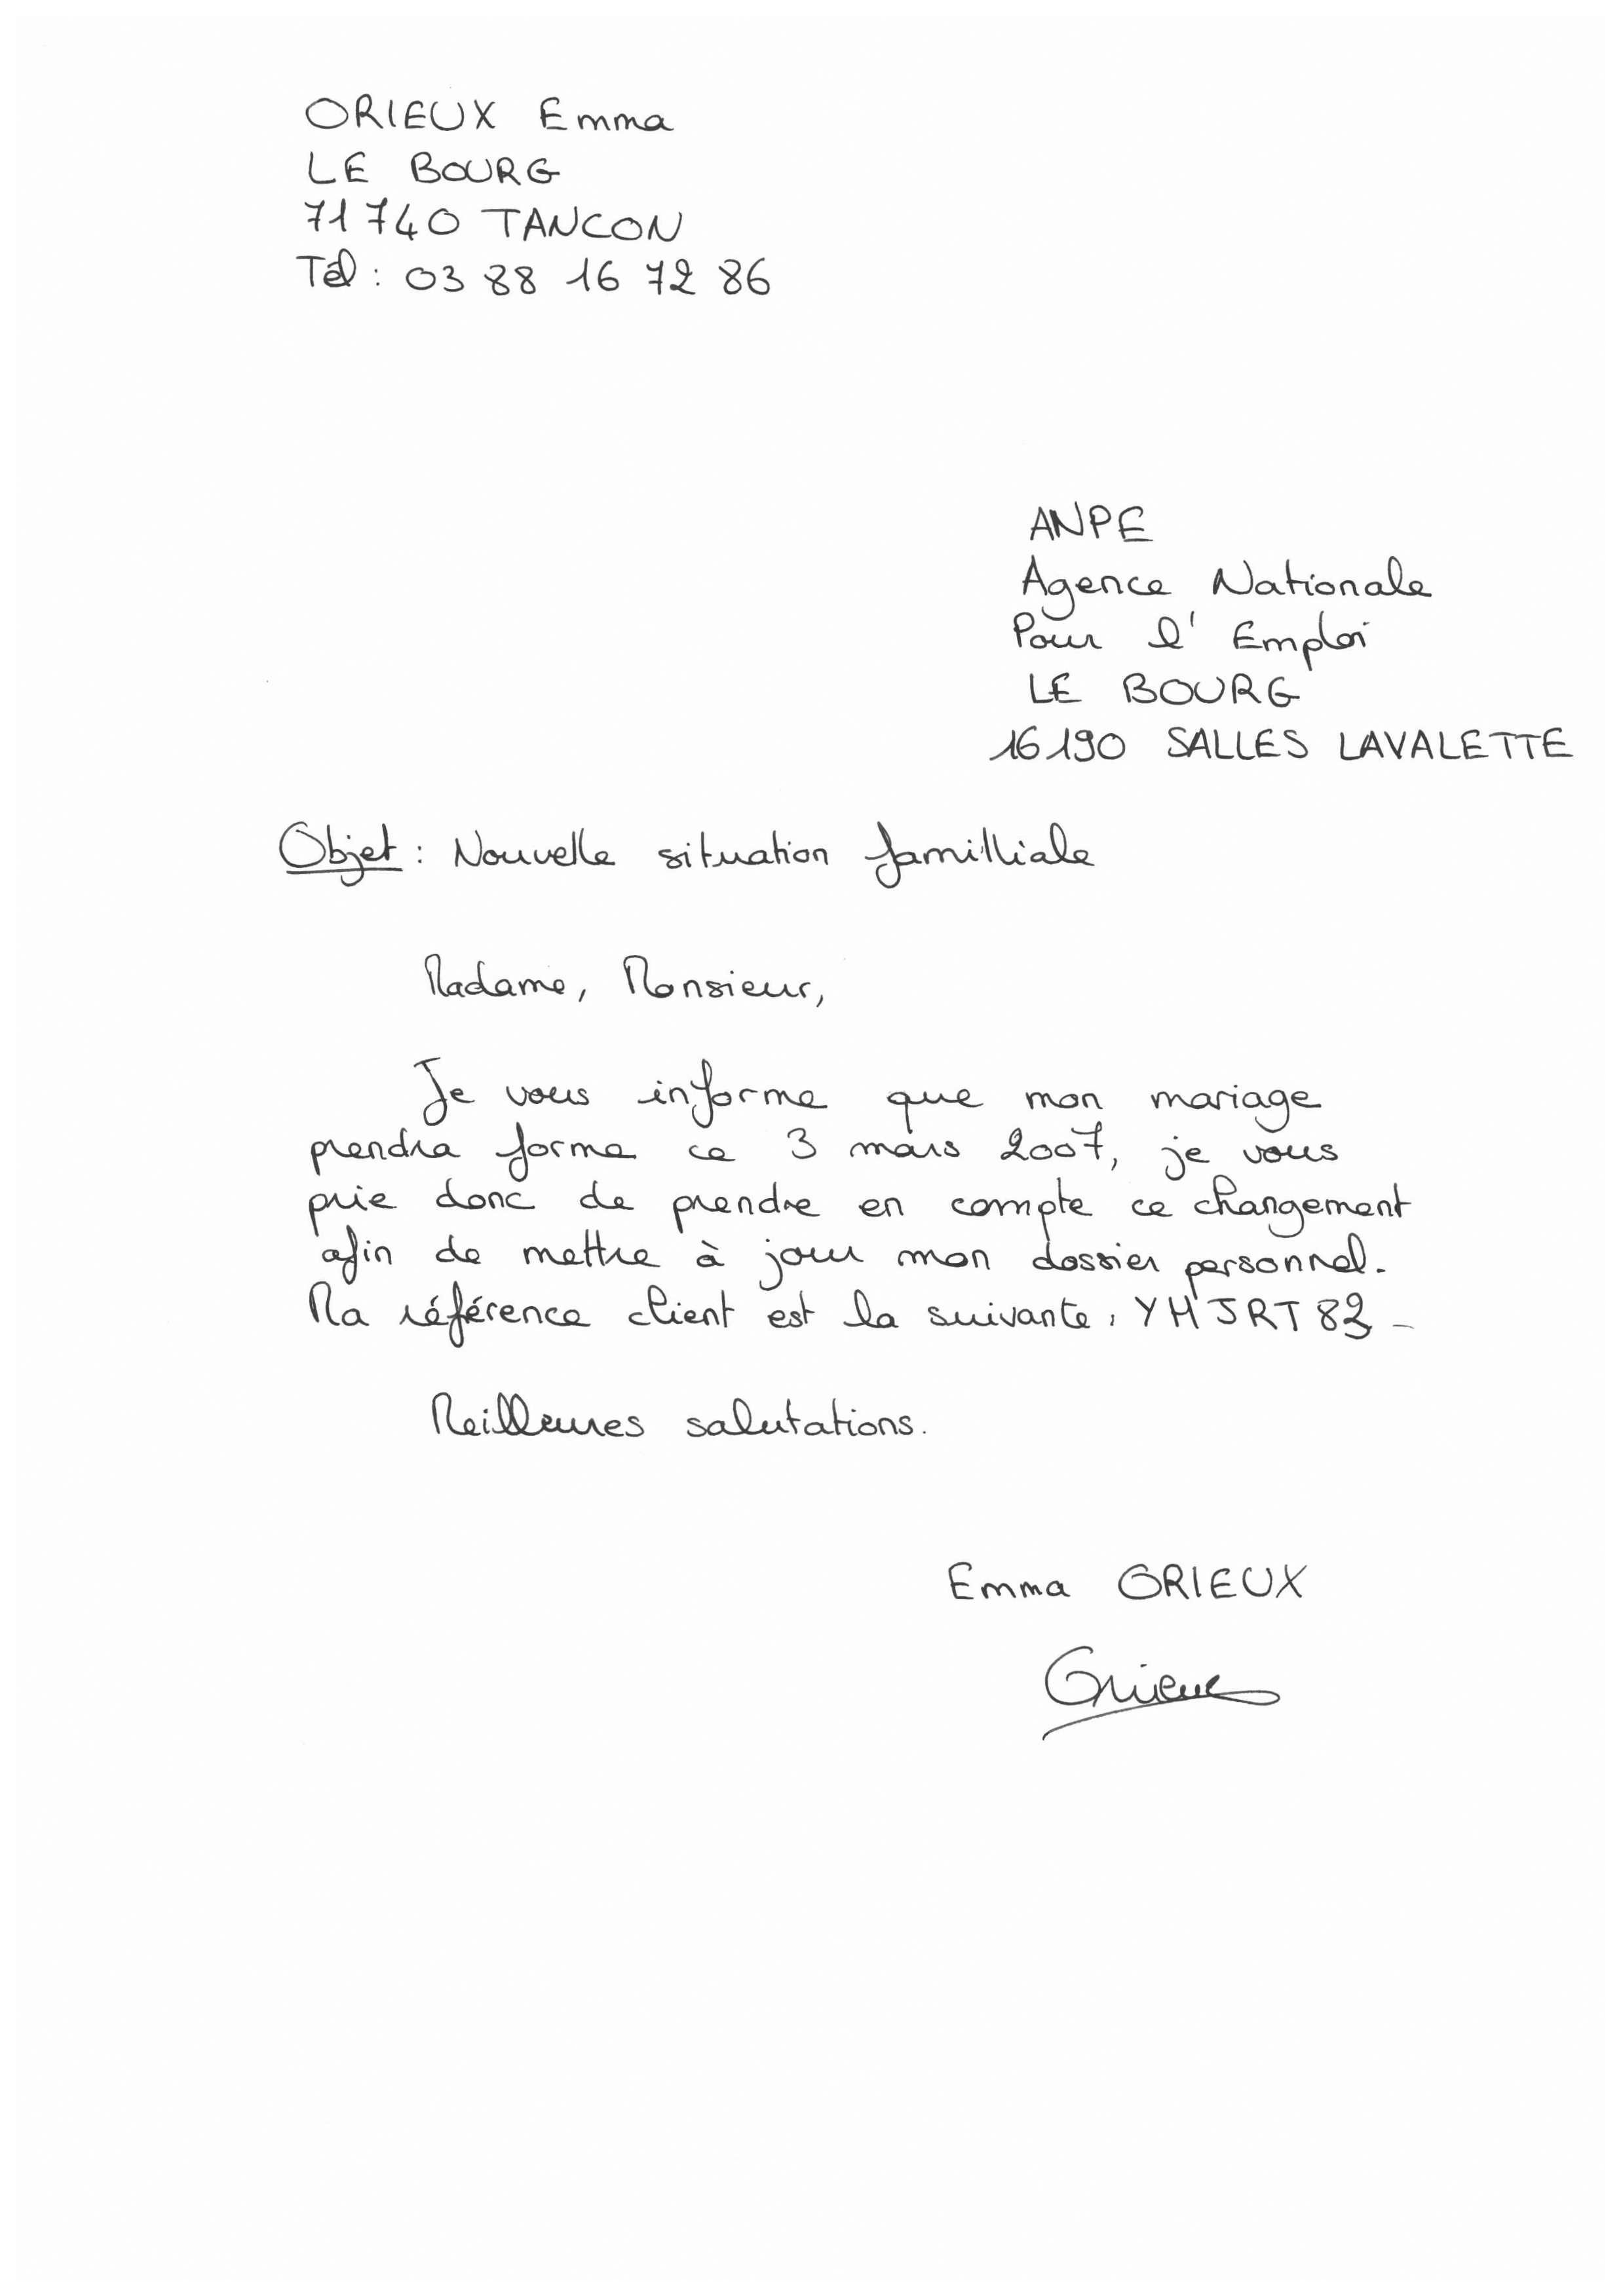 ORIEUX Emma
LE BOURG
71740 TANCON
Tél : 03 88 16 72 86
ANPE
Agence Nationale
Pour l'Emploi
LE BOURG
16190 SALLES LAVALETTE
Objet : Nouvelle situation familliale
Madame, Monsieur,
Je vous informe que mon mariage
prendra forme ce 3 mars 2007, je vous
prie donc de prendre en compte ce changement
afin de mettre à jour mon dossier personnel.
Ma référence client est la suivante : YHJRT82 -
Meilleures salutations.
Emma ORIEUX
Orieux